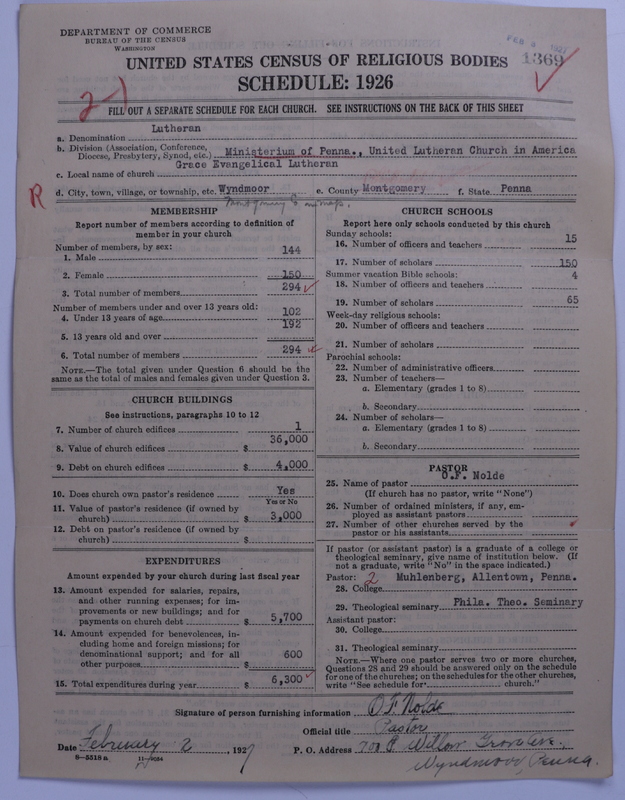 DEPARTMENT OF COMMERCE
BUREAU OF THE CENSUS
WASHINGTON
FEB 4 1927
1369
UNITED STATES CENSUS OF RELIGIOUS BODIES
SCHEDULE: 1926
2-1
FILL OUT A SEPARATE SCHEDULE FOR EACH CHURCH. SEE INSTRUCTIONS ON THE BACK OF THIS SHEET
a. Denomination Lutheran
b. Division (Association, Conference, Diocese, Presbytery, Synod, etc.) Ministerium of Penna., United Lutheran Church in America
c. Local name of church Grace Evangelical Lutheran
R
d. City, town, village, or township, etc. Wyndmoor e. County Montgomery f. State Penna
MEMBERSHIP
Report number of members according to definition of
member in your church
Number of members, by sex:
1. Male 144
2. Female 150
3. Total number of members 294
Number of members under and over 13 years old:
4. Under 13 years of age 102
5. 13 years old and over 192
6. Total number of members 294
NOTE.—The total given under Question 6 should be the
same as the total of males and females given under Question 3.
CHURCH BUILDINGS
See instructions, paragraphs 10 to 12
7. Number of church edifices 1
8. Value of church edifices $ 36,000
9. Debt on church edifices $ 4,000
10. Does church own pastor's residence Yes
Yes or No
11. Value of pastor's residence (if owned by
church) $ 3,000
12. Debt on pastor's residence (if owned by
church) $
EXPENDITURES
Amount expended by your church during last fiscal year
13. Amount expended for salaries, repairs,
and other running expenses; for im-
provements or new buildings; and for
payments on church debt $ 5,700
14. Amount expended for benevolences, in-
cluding home and foreign missions; for
denominational support; and for all
other purposes $ 600
15. Total expenditures during year $ 6,300
CHURCH SCHOOLS
Report here only schools conducted by this church
Sunday schools:
16. Number of officers and teachers 15
17. Number of scholars 150
Summer vacation Bible schools:
18. Number of officers and teachers 4
19. Number of scholars 65
Week-day religious schools:
20. Number of officers and teachers
21. Number of scholars
Parochial schools:
22. Number of administrative officers
23. Number of teachers—
a. Elementary (grades 1 to 8)
b. Secondary
24. Number of scholars—
a. Elementary (grades 1 to 8)
b. Secondary
PASTOR
25. Name of pastor O.F. Nolde
(If church has no pastor, write "None")
26. Number of ordained ministers, if any, em-
ployed as assistant pastors
27. Number of other churches served by the
pastor or his assistants
If pastor (or assistant pastor) is a graduate of a college or
theological seminary, give name of institution below. (If
not a graduate, write "No" in the space indicated.)
Pastor: 2
28. College Muhlenberg, Allentown, Penna.
29. Theological seminary Phila. Theo. Seminary
Assistant pastor:
30. College
31. Theological seminary
NOTE.—Where one pastor serves two or more churches,
Questions 28 and 29 should be answered only on the schedule
for one of the churches; on the schedules for the other churches,
write "See schedule for church."
Signature of person furnishing information O F Nolde
Official title Pastor
Date February 2, 1927
P. O. Address Willow Grove Ave.,
Wyndmoor, Penna.
6—5518 a